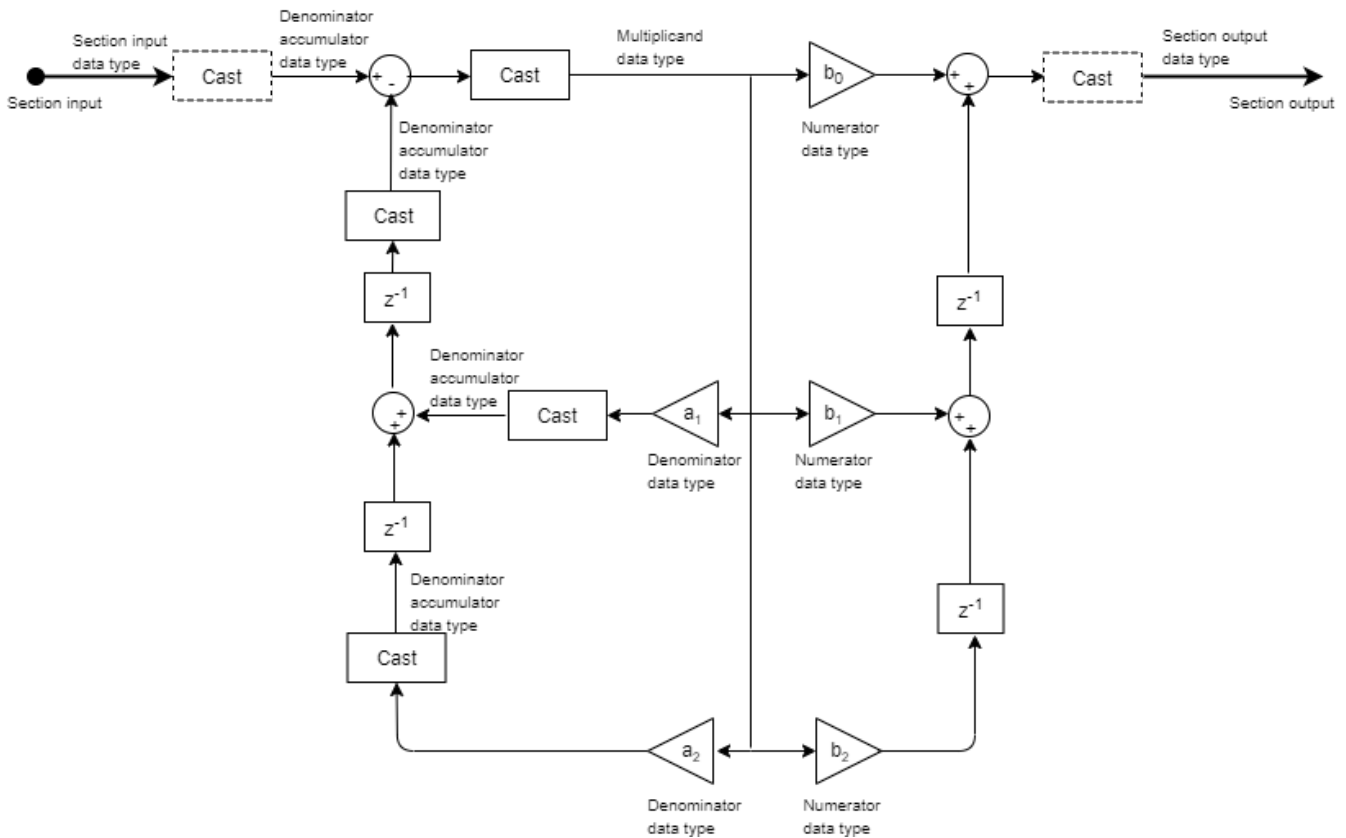 Denominator
accumulator
data type
Section input
data type
Cast
Section input
+
-
Cast
Multiplicand
data type
b0
Numerator
data type
+
+
Cast
Section output
data type
Section output
Denominator
accumulator
data type
Cast
z-1
z-1
Denominator
accumulator
data type
+
+
Cast
a1
b1
+
+
Denominator
data type
Numerator
data type
z-1
Denominator
accumulator
data type
z-1
Cast
a2
b2
Denominator
data type
Numerator
data type